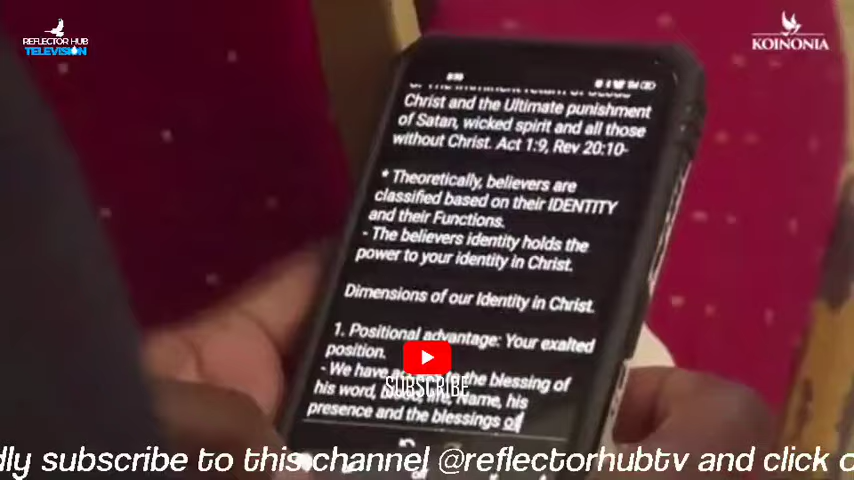 REFLECTOR HUB
TELEVISION
KOINONIA
Christ and the Ultimate punishment
of Satan, wicked spirit and all those
without Christ. Act 1:9, Rev 20:10-
* Theoretically, believers are
classified based on their IDENTITY
and their Functions.
- The believers identity holds the
power to your identity in Christ.
Dimensions of our Identity in Christ.
1. Positional advantage: Your exalted
position.
- We have to the blessing of
his word, life, Name, his
presence and the blessings of
SUBSCRIBE
dly subscribe to this channel @reflectorhubtv and click o